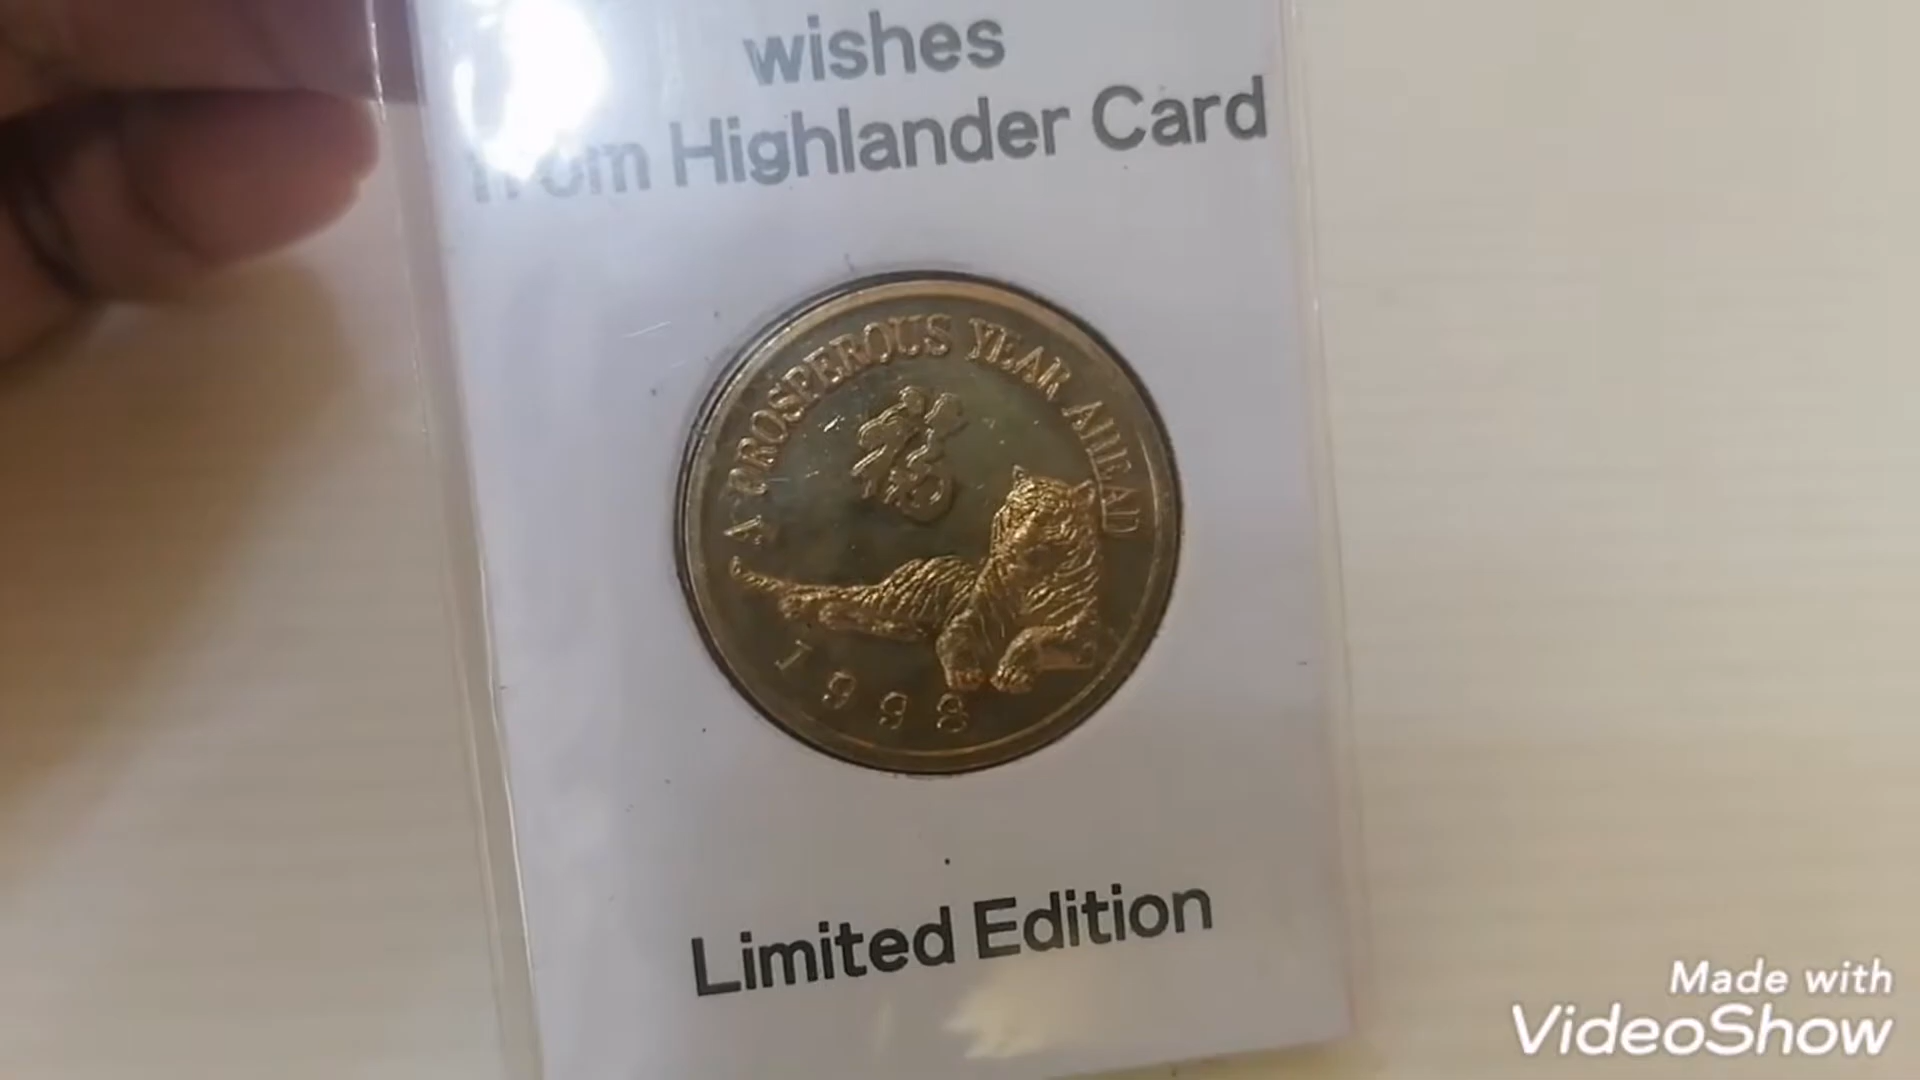 wishes
from Highlander Card
A PROSPEROUS YEAR AHEAD
1998
Limited Edition
Made with
VideoShow